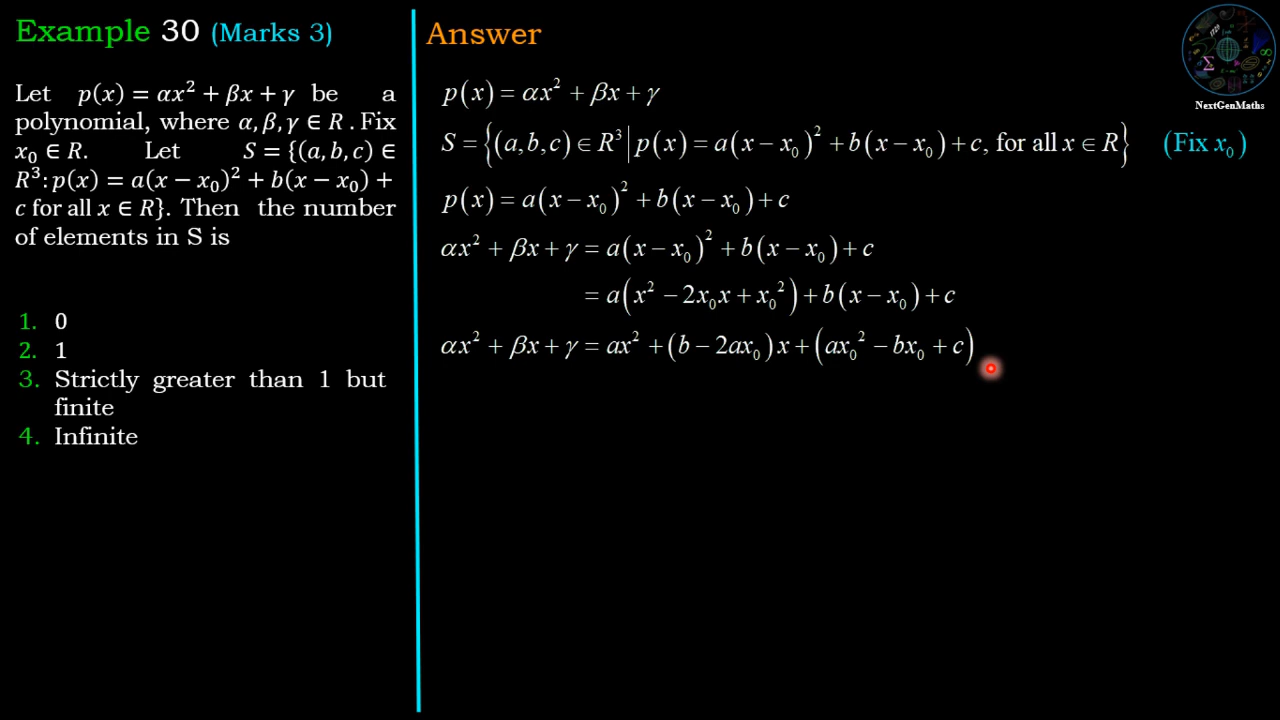 Example 30 (Marks 3)
Let p(x) = αx² + βx + γ be a
polynomial, where α, β, γ ∈ R . Fix
x₀ ∈ R. Let S = {(a, b, c) ∈
R³: p(x) = a(x − x₀)² + b(x − x₀) +
c for all x ∈ R}. Then the number
of elements in S is
1. 0
2. 1
3. Strictly greater than 1 but
finite
4. Infinite
Answer
p(x) = αx² + βx + γ
S = {(a, b, c) ∈ R³ | p(x) = a(x − x₀)² + b(x − x₀) + c, for all x ∈ R} (Fix x₀)
p(x) = a(x − x₀)² + b(x − x₀) + c
αx² + βx + γ = a(x − x₀)² + b(x − x₀) + c
= a(x² − 2x₀x + x₀²) + b(x − x₀) + c
αx² + βx + γ = ax² + (b − 2ax₀)x + (ax₀² − bx₀ + c)
NextGenMaths